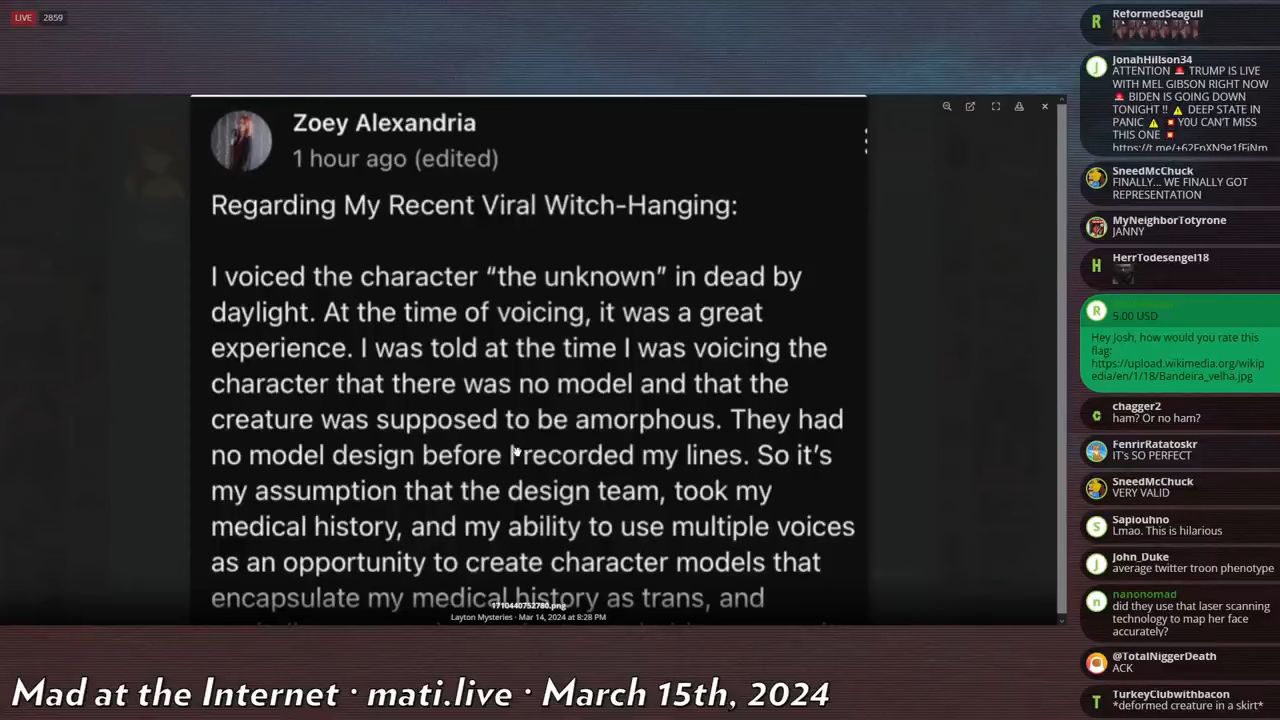 LIVE 2859
Zoey Alexandria
1 hour ago (edited)
Regarding My Recent Viral Witch-Hanging:
I voiced the character “the unknown” in dead by
daylight. At the time of voicing, it was a great
experience. I was told at the time I was voicing the
character that there was no model and that the
creature was supposed to be amorphous. They had
no model design before I recorded my lines. So it’s
my assumption that the design team, took my
medical history, and my ability to use multiple voices
as an opportunity to create character models that
encapsulate my medical history as trans, and
1710440752780.png
Layton Mysteries · Mar 14, 2024 at 8:28 PM
ReformedSeagull
JonahHillson34
ATTENTION 🚨 TRUMP IS LIVE
WITH MEL GIBSON RIGHT NOW
🚨 BIDEN IS GOING DOWN
TONIGHT !! ⚠️ DEEP STATE IN
PANIC ⚠️ 💥 YOU CAN'T MISS
THIS ONE 💥
SneedMcChuck
FINALLY... WE FINALLY GOT
REPRESENTATION
MyNeighborTotyrone
JANNY
HerrTodesengel18
5.00 USD
Hey Josh, how would you rate this
flag:
https://upload.wikimedia.org/wikip
edia/en/1/18/Bandeira_velha.jpg
chagger2
ham? Or no ham?
FenrirRatatoskr
IT's SO PERFECT
SneedMcChuck
VERY VALID
Sapiouhno
Lmao. This is hilarious
John_Duke
average twitter troon phenotype
nanonomad
did they use that laser scanning
technology to map her face
accurately?
@TotalNiggerDeath
ACK
TurkeyClubwithbacon
*deformed creature in a skirt*
Mad at the Internet · mati.live · March 15th, 2024